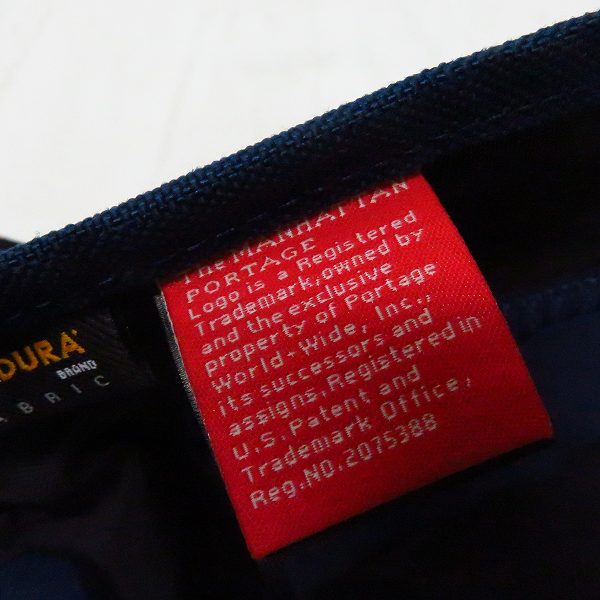 The MANHATTAN
PORTAGE
Logo is a Registered
Trademark,owned by
and the exclusive
property of Portage
World-Wide, Inc.,
its successors and
assigns,Registered in
U.S.Patent and
Trademark Office,
Reg.NO.2075388
DURA
BRAND
ABRIC